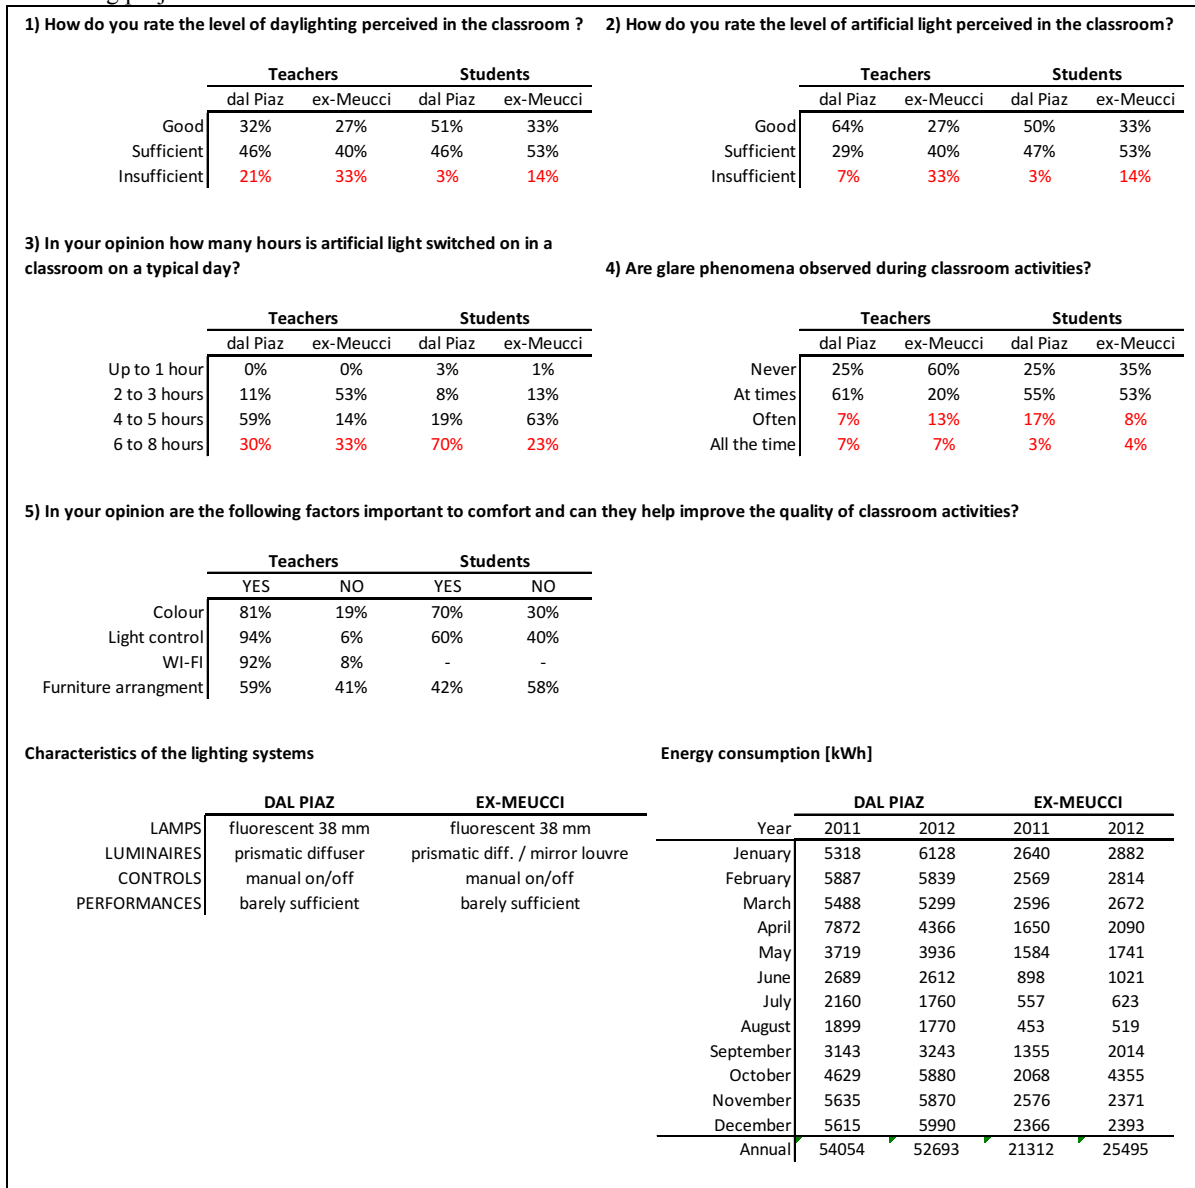 1) How do you rate the level of daylighting perceived in the classroom ?
Teachers Students
dal Piaz ex-Meucci dal Piaz ex-Meucci
Good 32% 27% 51% 33%
Sufficient 46% 40% 46% 53%
Insufficient 21% 33% 3% 14%
2) How do you rate the level of artificial light perceived in the classroom?
Teachers Students
dal Piaz ex-Meucci dal Piaz ex-Meucci
Good 64% 27% 50% 33%
Sufficient 29% 40% 47% 53%
Insufficient 7% 33% 3% 14%
3) In your opinion how many hours is artificial light switched on in a
classroom on a typical day?
Teachers Students
dal Piaz ex-Meucci dal Piaz ex-Meucci
Up to 1 hour 0% 0% 3% 1%
2 to 3 hours 11% 53% 8% 13%
4 to 5 hours 59% 14% 19% 63%
6 to 8 hours 30% 33% 70% 23%
4) Are glare phenomena observed during classroom activities?
Teachers Students
dal Piaz ex-Meucci dal Piaz ex-Meucci
Never 25% 60% 25% 35%
At times 61% 20% 55% 53%
Often 7% 13% 17% 8%
All the time 7% 7% 3% 4%
5) In your opinion are the following factors important to comfort and can they help improve the quality of classroom activities?
Teachers Students
YES NO YES NO
Colour 81% 19% 70% 30%
Light control 94% 6% 60% 40%
WI-FI 92% 8% - -
Furniture arrangment 59% 41% 42% 58%
Characteristics of the lighting systems
DAL PIAZ EX-MEUCCI
LAMPS fluorescent 38 mm fluorescent 38 mm
LUMINAIRES prismatic diffuser prismatic diff. / mirror louvre
CONTROLS manual on/off manual on/off
PERFORMANCES barely sufficient barely sufficient
Energy consumption [kWh]
DAL PIAZ EX-MEUCCI
Year 2011 2012 2011 2012
Jenuary 5318 6128 2640 2882
February 5887 5839 2569 2814
March 5488 5299 2596 2672
April 7872 4366 1650 2090
May 3719 3936 1584 1741
June 2689 2612 898 1021
July 2160 1760 557 623
August 1899 1770 453 519
September 3143 3243 1355 2014
October 4629 5880 2068 4355
November 5635 5870 2576 2371
December 5615 5990 2366 2393
Annual 54054 52693 21312 25495